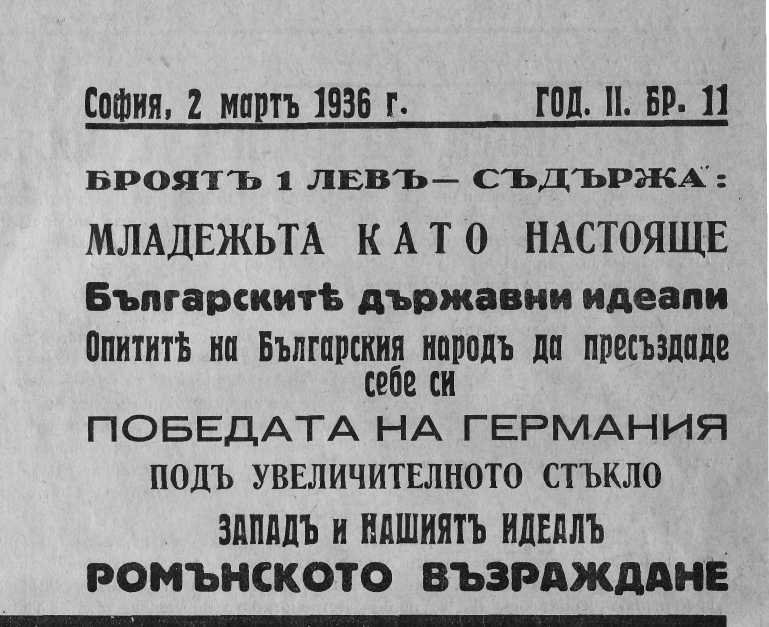 София, 2 мартъ 1936 г. ГОД. II. БР. 11
БРОЯТЪ 1 ЛЕВЪ — СЪДЪРЖА:
МЛАДЕЖЬТА КАТО НАСТОЯЩЕ
Българскитѣ държавни идеали
Опититѣ на Българския народъ да пресъздаде
себе си
ПОБЕДАТА НА ГЕРМАНИЯ
ПОДЪ УВЕЛИЧИТЕЛНОТО СТЪКЛО
ЗАПАДЪ и НАШИЯТЪ ИДЕАЛЪ
РОМЪНСКОТО ВЪЗРАЖДАНЕ